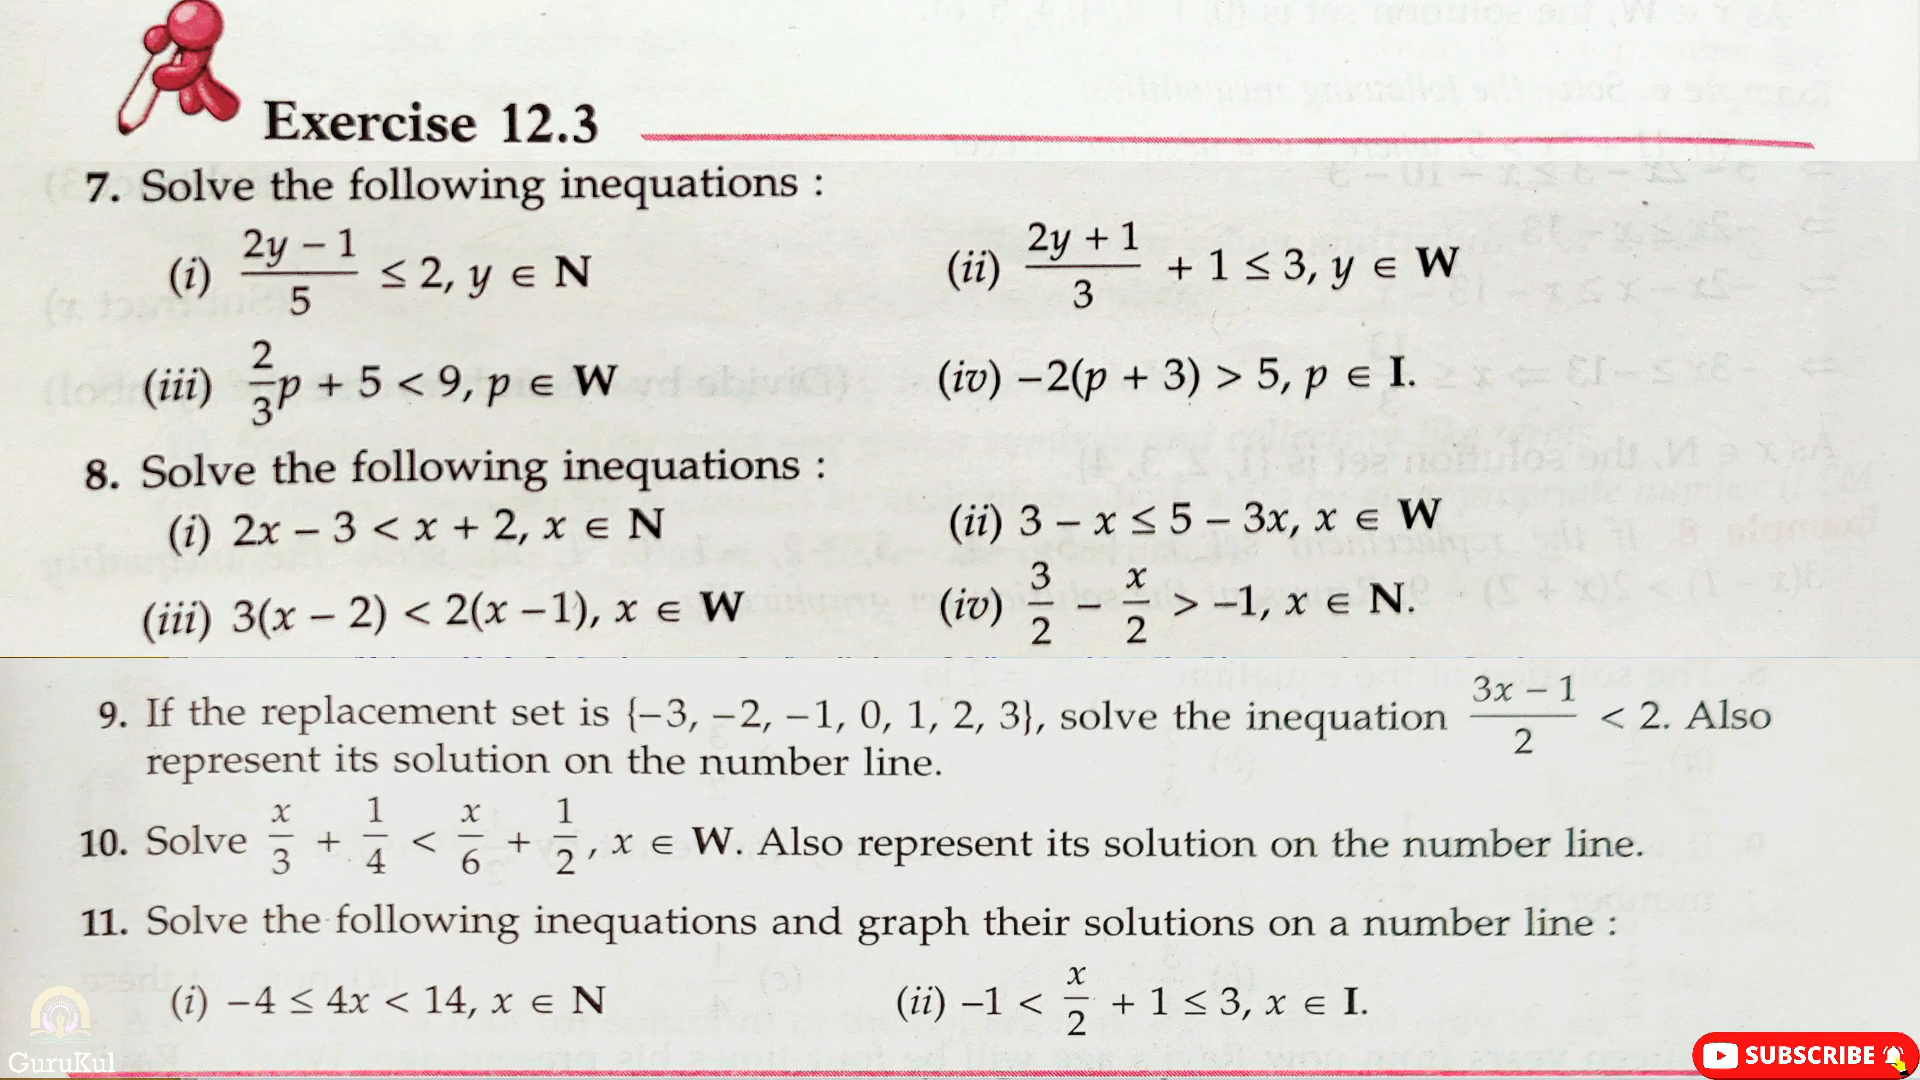 Exercise 12.3
7. Solve the following inequations :
(i) (2y − 1)/5 ≤ 2, y ∈ N
(ii) (2y + 1)/3 + 1 ≤ 3, y ∈ W
(iii) 2/3 p + 5 < 9, p ∈ W
(iv) −2(p + 3) > 5, p ∈ I.
8. Solve the following inequations :
(i) 2x − 3 < x + 2, x ∈ N
(ii) 3 − x ≤ 5 − 3x, x ∈ W
(iii) 3(x − 2) < 2(x −1), x ∈ W
(iv) 3/2 − x/2 > −1, x ∈ N.
9. If the replacement set is {−3, −2, −1, 0, 1, 2, 3}, solve the inequation (3x − 1)/2 < 2. Also
represent its solution on the number line.
10. Solve x/3 + 1/4 < x/6 + 1/2, x ∈ W. Also represent its solution on the number line.
11. Solve the following inequations and graph their solutions on a number line :
(i) −4 ≤ 4x < 14, x ∈ N
(ii) −1 < x/2 + 1 ≤ 3, x ∈ I.
GuruKul
SUBSCRIBE